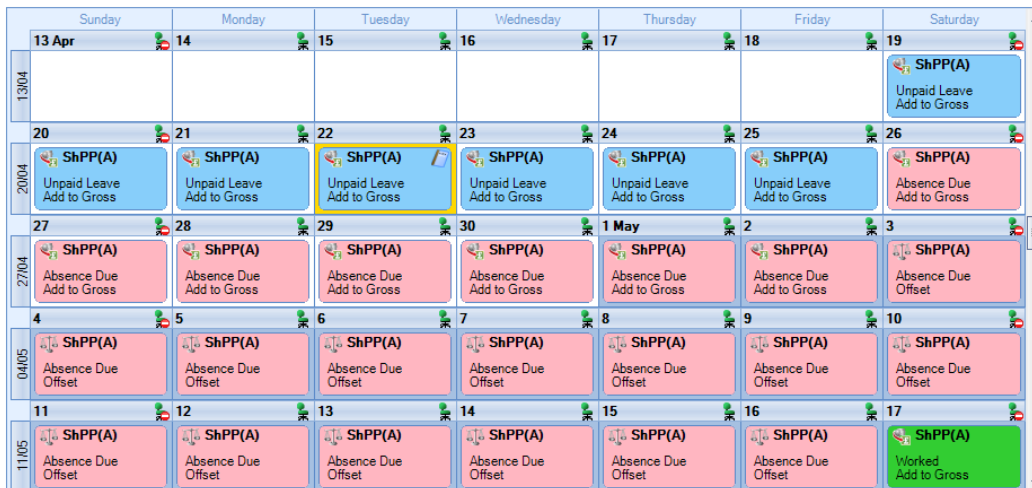 Sunday Monday Tuesday Wednesday Thursday Friday Saturday
13 Apr 14 15 16 17 18 19
13/04
ShPP(A)
Unpaid Leave
Add to Gross
20 21 22 23 24 25 26
20/04
ShPP(A) ShPP(A) ShPP(A) ShPP(A) ShPP(A) ShPP(A) ShPP(A)
Unpaid Leave Unpaid Leave Unpaid Leave Unpaid Leave Unpaid Leave Unpaid Leave Absence Due
Add to Gross Add to Gross Add to Gross Add to Gross Add to Gross Add to Gross Add to Gross
27 28 29 30 1 May 2 3
27/04
ShPP(A) ShPP(A) ShPP(A) ShPP(A) ShPP(A) ShPP(A) ShPP(A)
Absence Due Absence Due Absence Due Absence Due Absence Due Absence Due Absence Due
Add to Gross Add to Gross Add to Gross Add to Gross Add to Gross Add to Gross Offset
4 5 6 7 8 9 10
04/05
ShPP(A) ShPP(A) ShPP(A) ShPP(A) ShPP(A) ShPP(A) ShPP(A)
Absence Due Absence Due Absence Due Absence Due Absence Due Absence Due Absence Due
Offset Offset Offset Offset Offset Offset Offset
11 12 13 14 15 16 17
11/05
ShPP(A) ShPP(A) ShPP(A) ShPP(A) ShPP(A) ShPP(A) ShPP(A)
Absence Due Absence Due Absence Due Absence Due Absence Due Absence Due Worked
Offset Offset Offset Offset Offset Offset Add to Gross